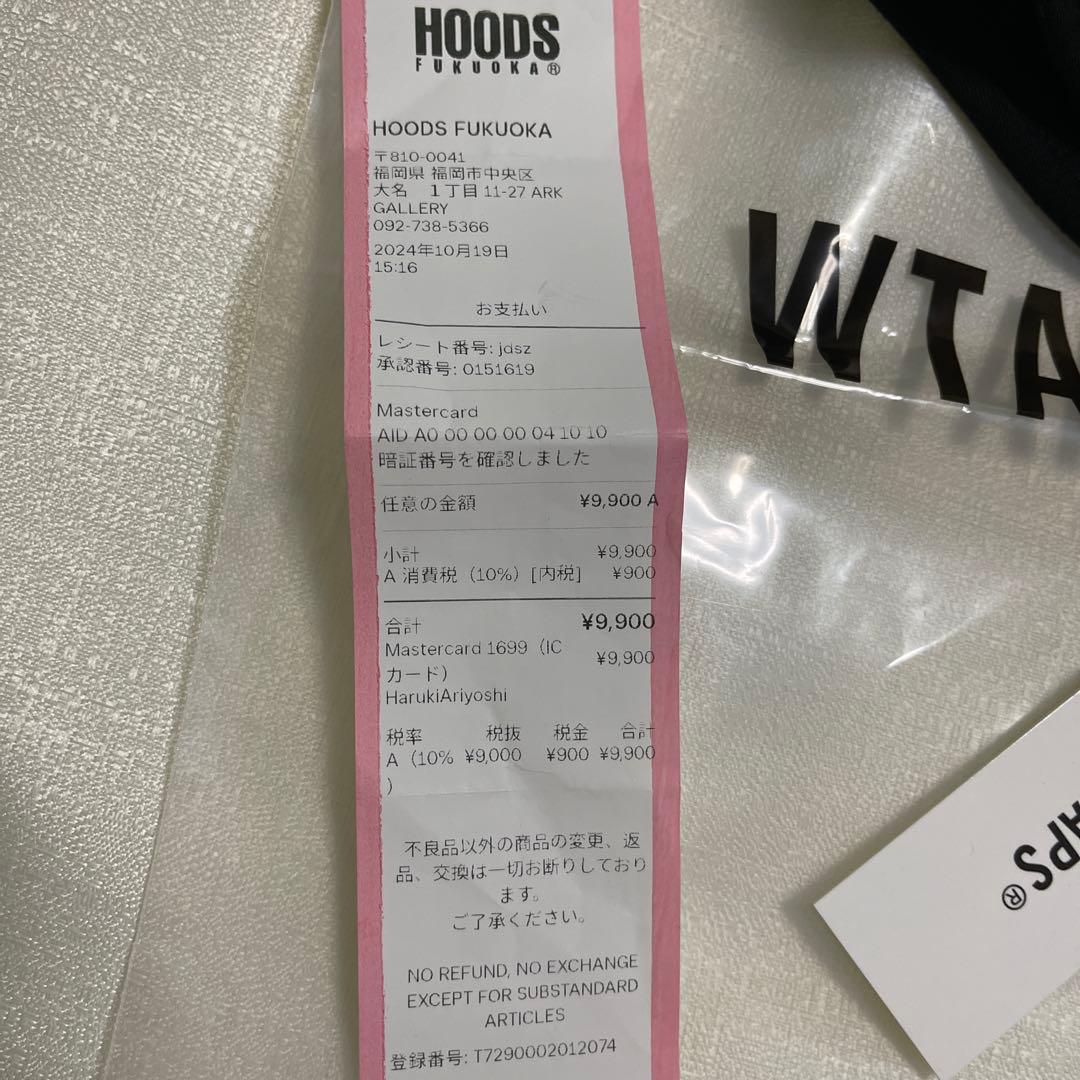 HOODS
FUKUOKA®
HOODS FUKUOKA
〒810-0041
福岡県 福岡市中央区
大名 1丁目 11-27 ARK
GALLERY
092-738-5366
2024年10月19日
15:16
お支払い
レシート番号: jdsz
承認番号: 0151619
Mastercard
AID A0 00 00 00 04 10 10
暗証番号を確認しました
任意の金額 ¥9,900 A
小計 ¥9,900
A 消費税（10%）[内税] ¥900
合計 ¥9,900
Mastercard 1699（IC
カード） ¥9,900
HarukiAriyoshi
税率 税抜 税金 合計
A（10% ¥9,000 ¥900 ¥9,900
）
不良品以外の商品の変更、返
品、交換は一切お断りしており
ます。
ご了承ください。
NO REFUND, NO EXCHANGE
EXCEPT FOR SUBSTANDARD
ARTICLES
登録番号: T7290002012074
WTA
APS®